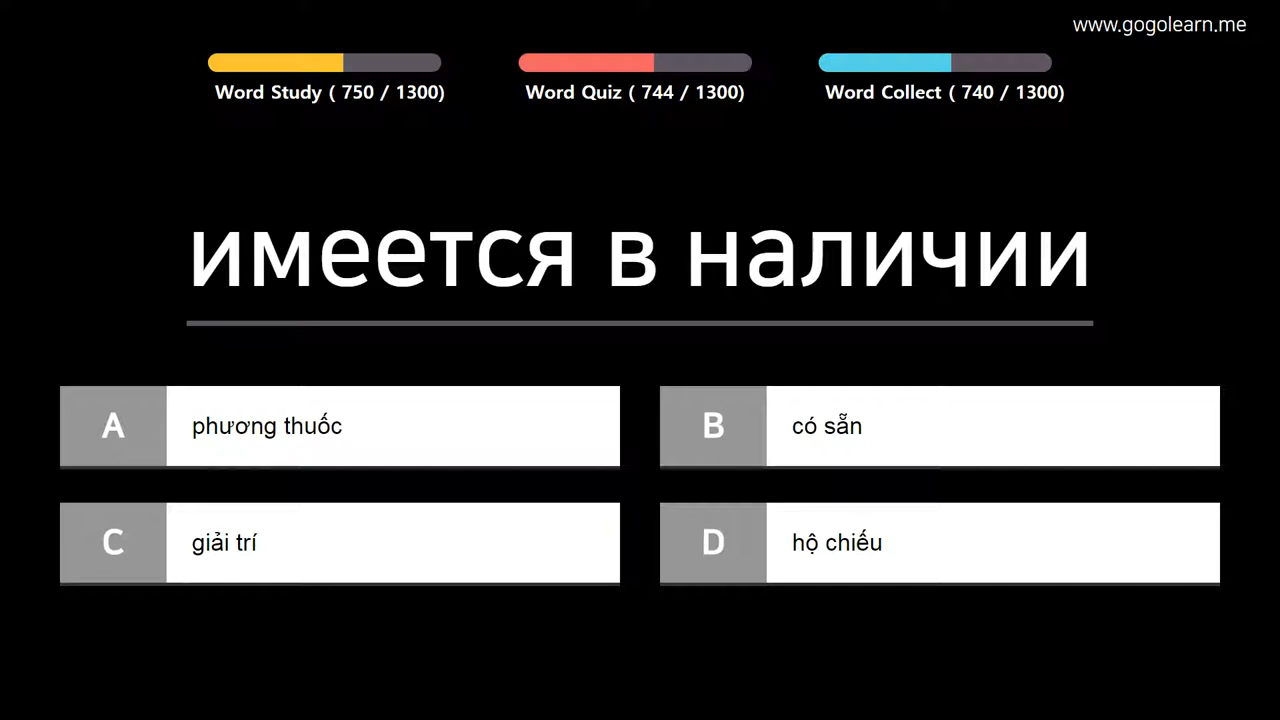 www.gogolearn.me
Word Study ( 750 / 1300)
Word Quiz ( 744 / 1300)
Word Collect ( 740 / 1300)
имеется в наличии
A phương thuốc
B có sẵn
C giải trí
D hộ chiếu